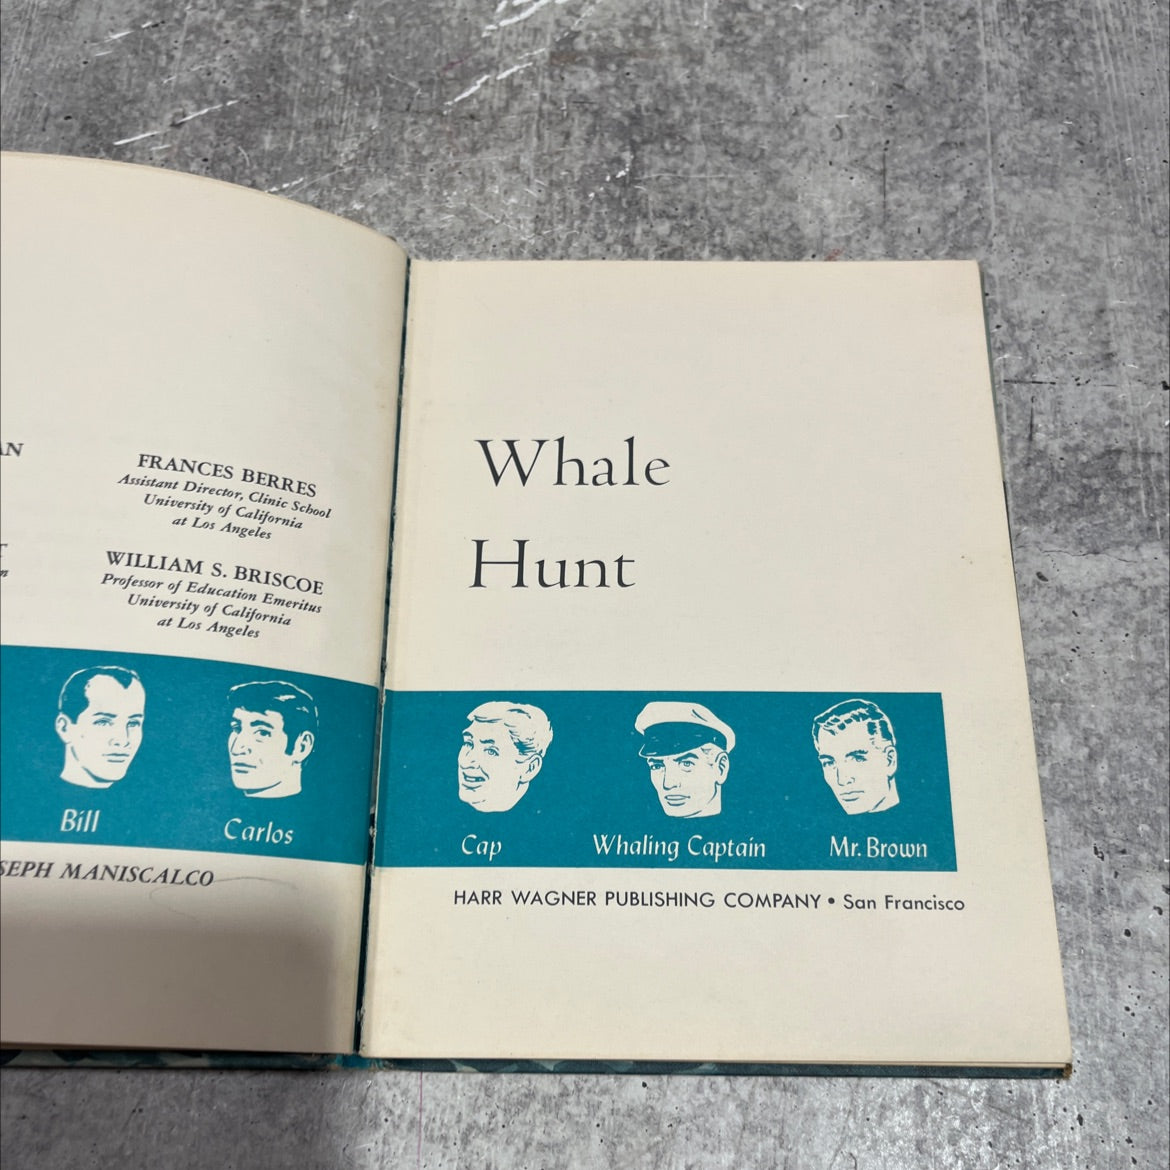 FRANCES BERRES
Assistant Director, Clinic School
University of California
at Los Angeles
WILLIAM S. BRISCOE
Professor of Education Emeritus
University of California
at Los Angeles
Bill
Carlos
MANISCALCO
Whale
Hunt
Cap
Whaling Captain
Mr. Brown
HARR WAGNER PUBLISHING COMPANY • San Francisco